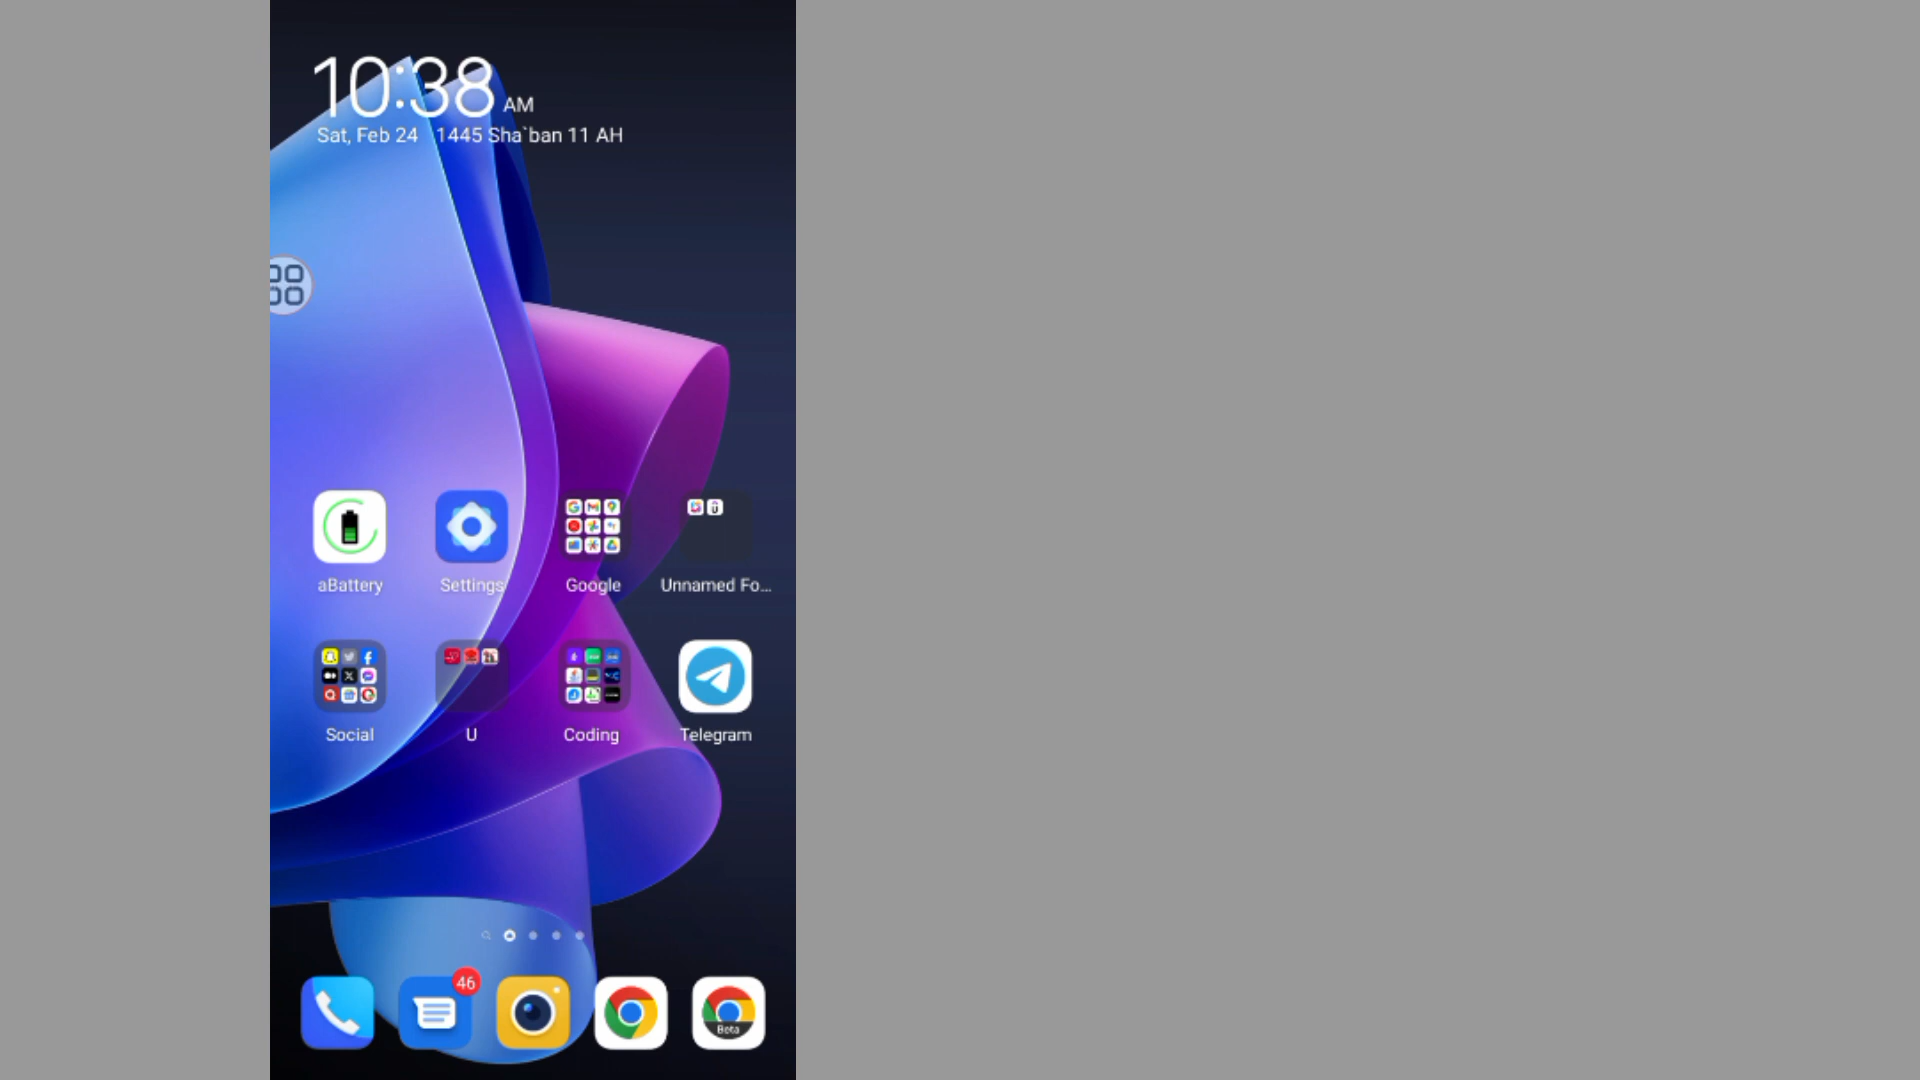 10:38 AM
Sat, Feb 24 1445 Sha`ban 11 AH
aBattery
Settings
Google
Unnamed Fo...
Social
U
Coding
Telegram
46
Beta